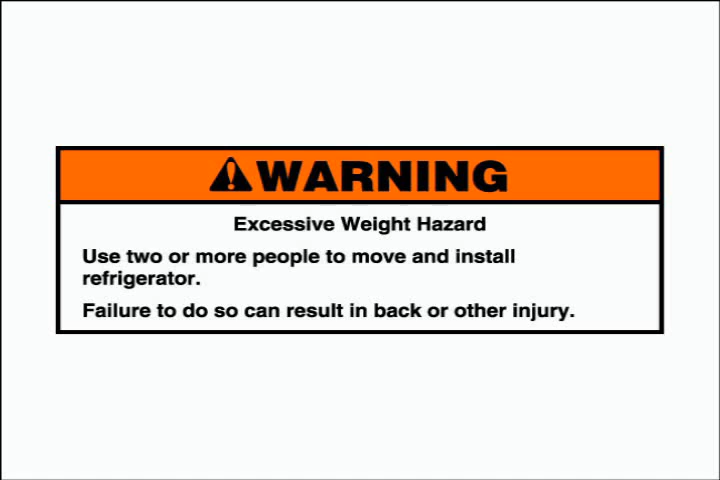 WARNING
Excessive Weight Hazard
Use two or more people to move and install
refrigerator.
Failure to do so can result in back or other injury.